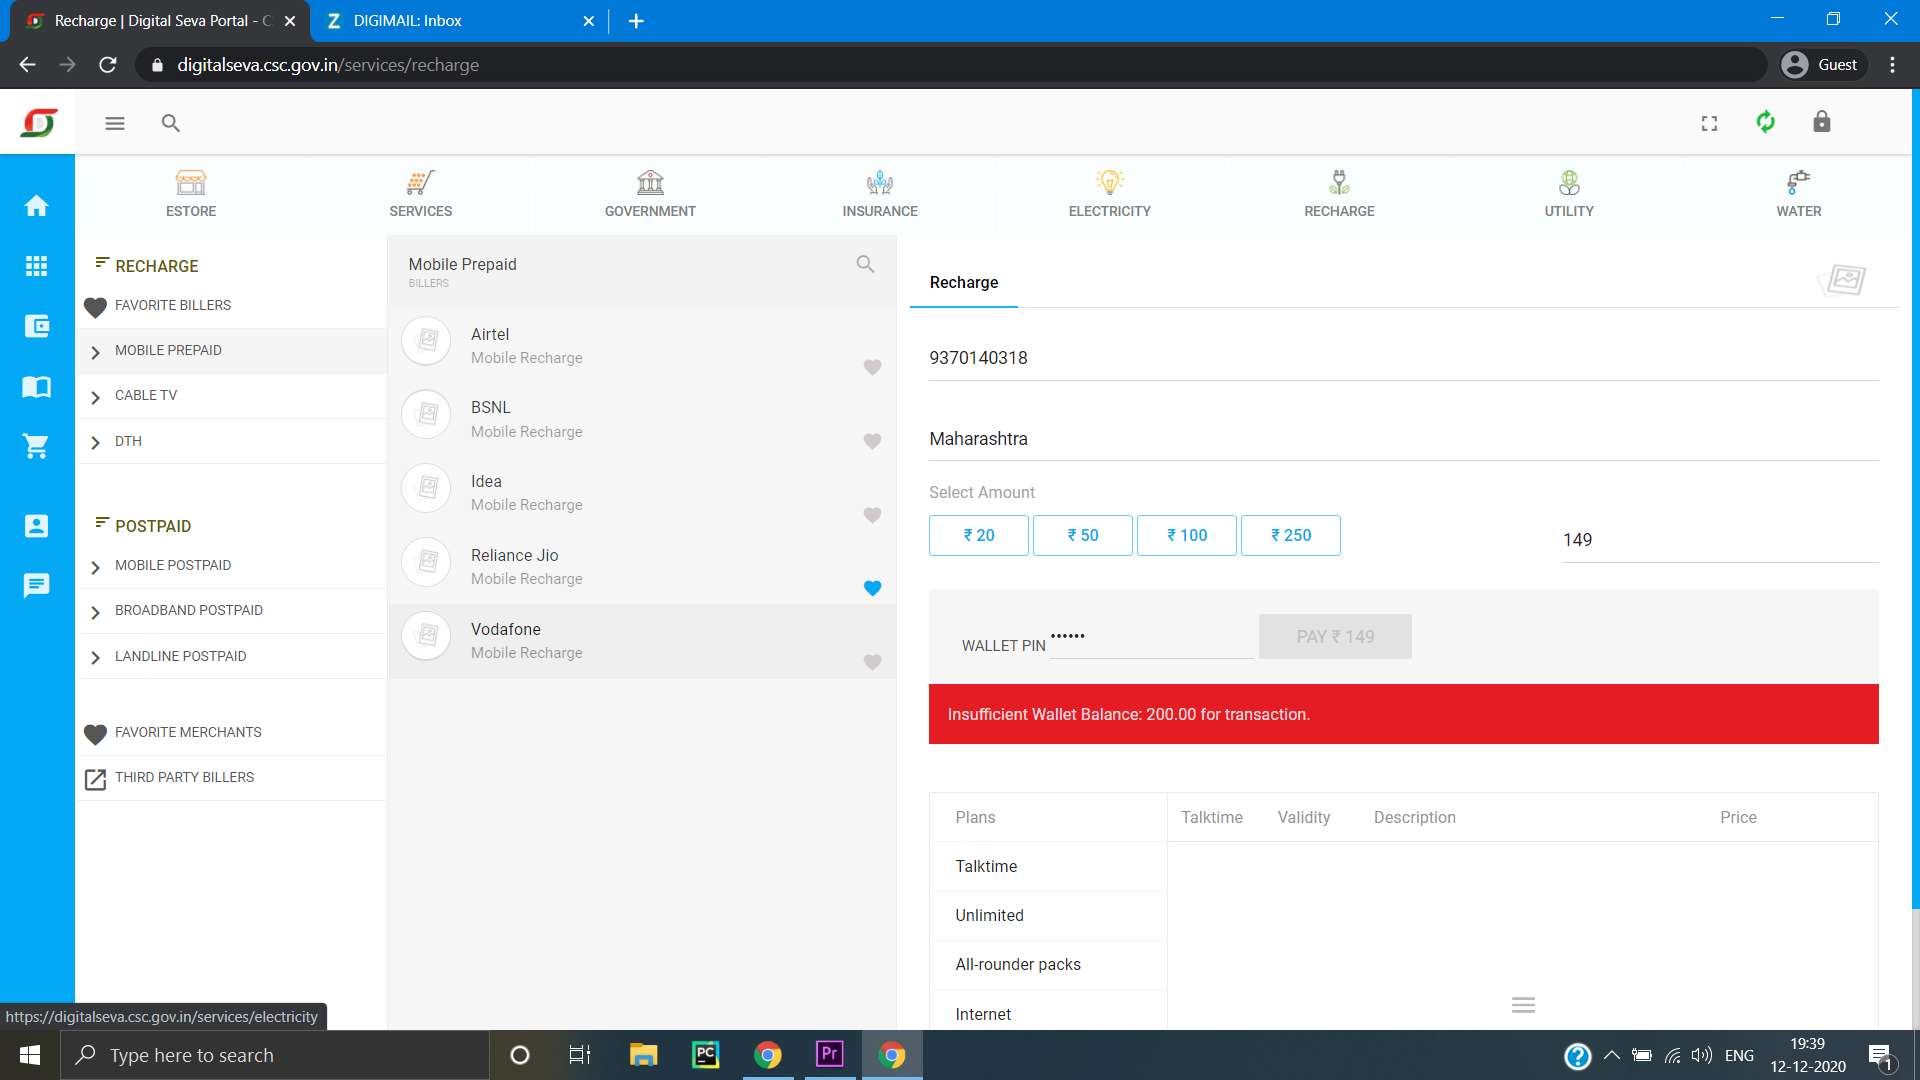 Recharge | Digital Seva Portal - C
DIGIMAIL: Inbox
digitalseva.csc.gov.in/services/recharge
Guest
ESTORE
SERVICES
GOVERNMENT
INSURANCE
ELECTRICITY
RECHARGE
UTILITY
WATER
RECHARGE
FAVORITE BILLERS
MOBILE PREPAID
CABLE TV
DTH
POSTPAID
MOBILE POSTPAID
BROADBAND POSTPAID
LANDLINE POSTPAID
FAVORITE MERCHANTS
THIRD PARTY BILLERS
Mobile Prepaid
BILLERS
Airtel
Mobile Recharge
BSNL
Mobile Recharge
Idea
Mobile Recharge
Reliance Jio
Mobile Recharge
Vodafone
Mobile Recharge
Recharge
9370140318
Maharashtra
Select Amount
₹ 20
₹ 50
₹ 100
₹ 250
149
WALLET PIN ••••••
PAY ₹ 149
Insufficient Wallet Balance: 200.00 for transaction.
Plans
Talktime
Unlimited
All-rounder packs
Internet
Talktime Validity Description Price
https://digitalseva.csc.gov.in/services/electricity
Type here to search
PC
Pr
ENG
19:39
12-12-2020
1